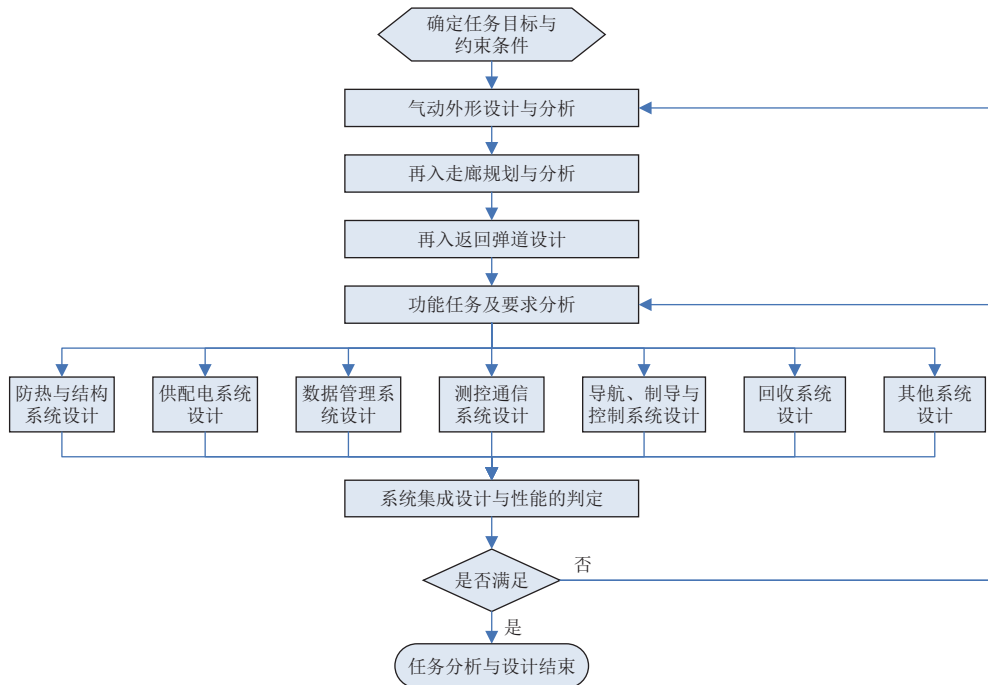 确定任务目标与
约束条件
气动外形设计与分析
再入走廊规划与分析
再入返回弹道设计
功能任务及要求分析
防热与结构
系统设计
供配电系统
设计
数据管理系
统设计
测控通信
系统设计
导航、制导与
控制系统设计
回收系统
设计
其他系统
设计
系统集成设计与性能的判定
是否满足
否
是
任务分析与设计结束